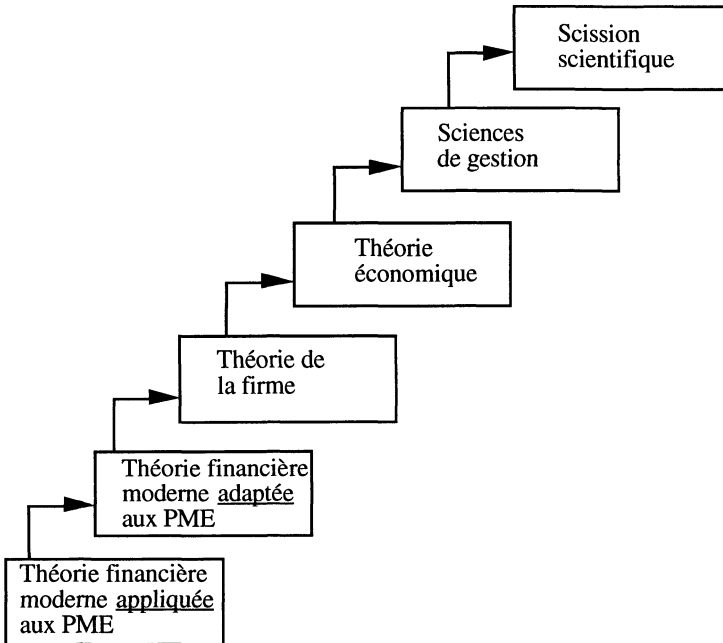 Scission
scientifique
Sciences
de gestion
Théorie
économique
Théorie de
la firme
Théorie financière
moderne adaptée
aux PME
Théorie financière
moderne appliquée
aux PME